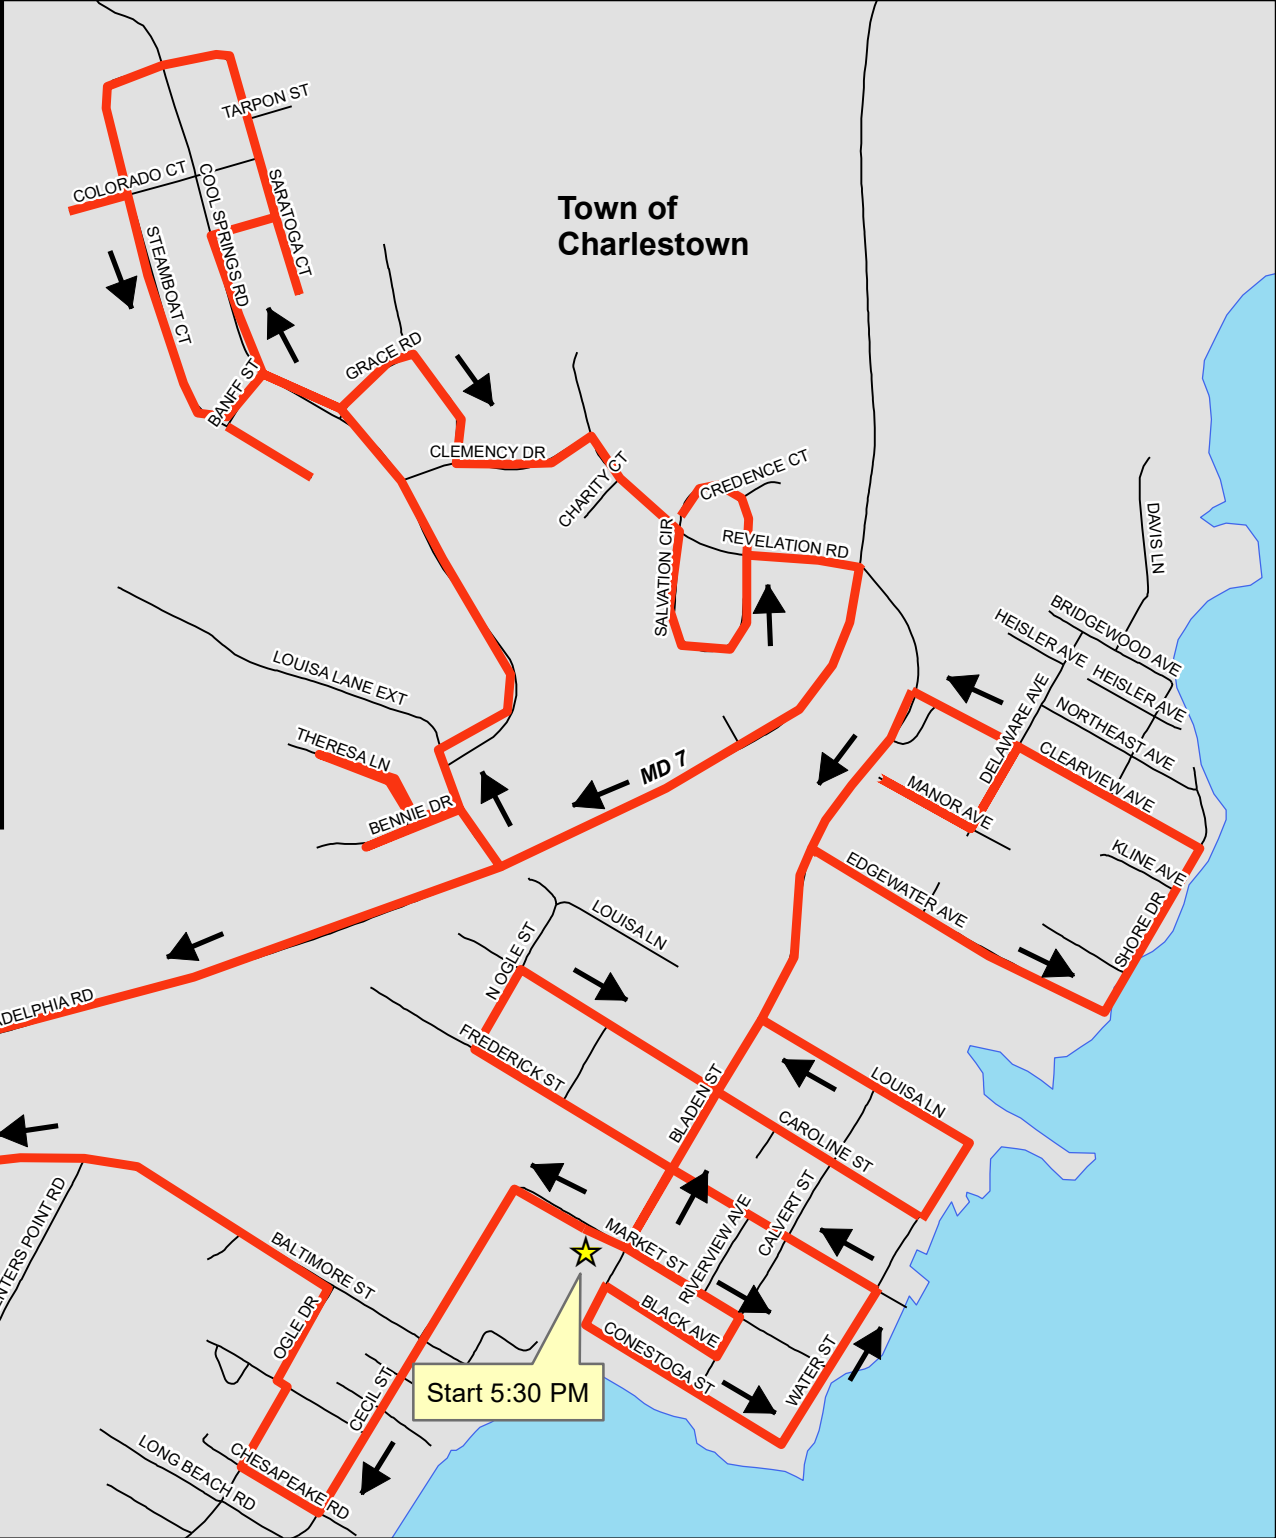 TARPON ST
COLORADO CT
COOL SPRINGS RD
SARATOGA CT
STEAMBOAT CT
Town of
Charlestown
GRACE RD
BANFF ST
CLEMENCY DR
CHARITY CT
CREDENCE CT
REVELATION RD
SALVATION CIR
DAVIS LN
BRIDGEWOOD AVE
HEISLER AVE
HEISLER AVE
NORTHEAST AVE
DELAWARE AVE
CLEARVIEW AVE
LOUISA LANE EXT
THERESA LN
BENNIE DR
MD 7
MANOR AVE
KLINE AVE
EDGEWATER AVE
SHORE DR
LOUISA LN
N OGLE ST
ADELPHIA RD
FREDERICK ST
BLADEN ST
LOUISA LN
CAROLINE ST
CALVERT ST
RIVERVIEW AVE
MARKET ST
NTERS POINT RD
BALTIMORE ST
OGLE DR
BLACK AVE
CONESTOGA ST
WATER ST
Start 5:30 PM
CECIL ST
CHESAPEAKE RD
LONG BEACH RD